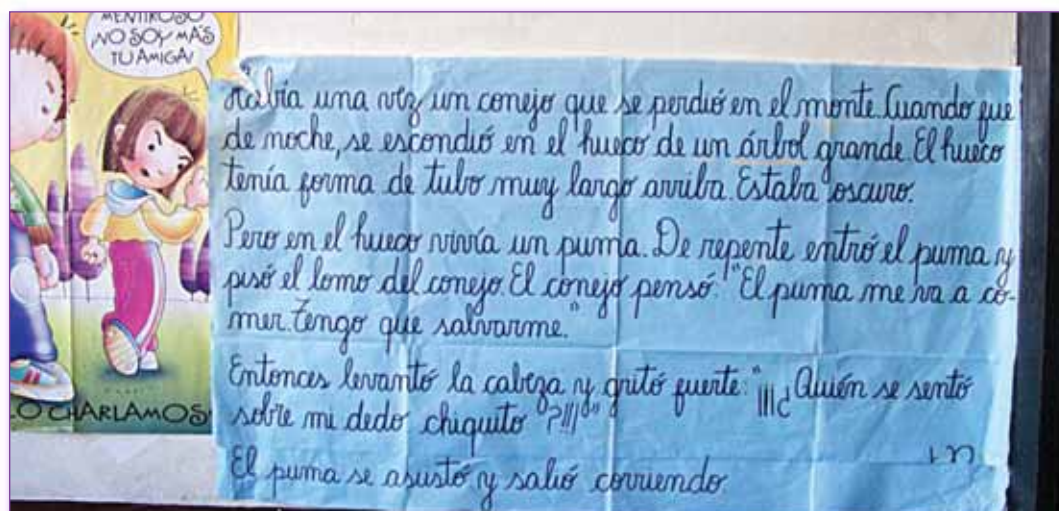 MENTIROSO
¡NO SOY MÁS
TU AMIGA!
Había una véz un conejo que se perdió en el monte. Cuando fue
de noche, se escondió en el hueco de un árbol grande. El hueco
tenía forma de tubo muy largo arriba. Estaba oscuro.
Pero en el hueco vivía un puma. De repente entró el puma y
pisó el lomo del conejo. El conejo pensó: "El puma me va a co-
mer. Tengo que salvarme."
Entonces levantó la cabeza y gritó fuerte: "¡¡¡¿Quién se sentó
sobre mi dedo chiquito?!!!"
El puma se asustó y salió corriendo.
LO CHARLAMOS